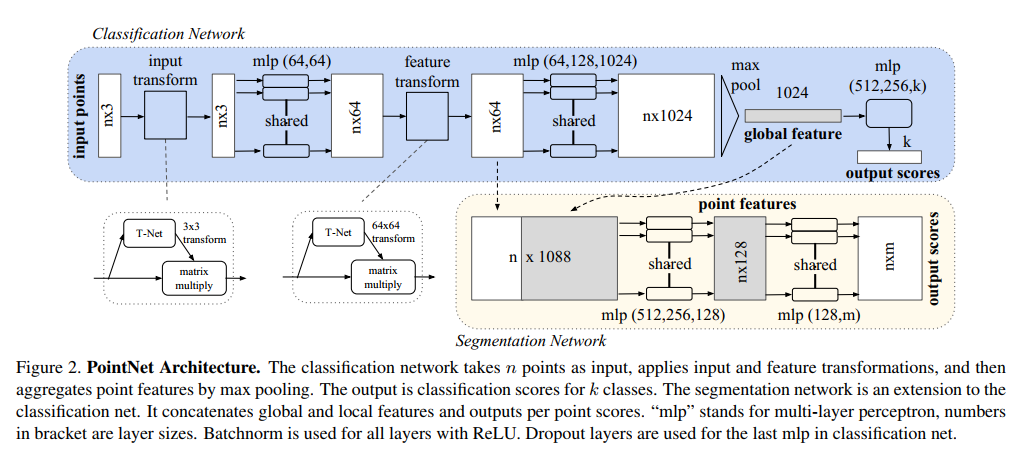 Classification Network
input points
nx3
input
transform
nx3
mlp (64,64)
shared
nx64
feature
transform
nx64
mlp (64,128,1024)
shared
nx1024
max
pool
1024
global feature
mlp
(512,256,k)
k
output scores
T-Net
3x3
transform
matrix
multiply
T-Net
64x64
transform
matrix
multiply
point features
n x 1088
shared
mlp (512,256,128)
nx128
shared
mlp (128,m)
nxm
output scores
Segmentation Network
Figure 2. PointNet Architecture. The classification network takes n points as input, applies input and feature transformations, and then
aggregates point features by max pooling. The output is classification scores for k classes. The segmentation network is an extension to the
classification net. It concatenates global and local features and outputs per point scores. “mlp” stands for multi-layer perceptron, numbers
in bracket are layer sizes. Batchnorm is used for all layers with ReLU. Dropout layers are used for the last mlp in classification net.